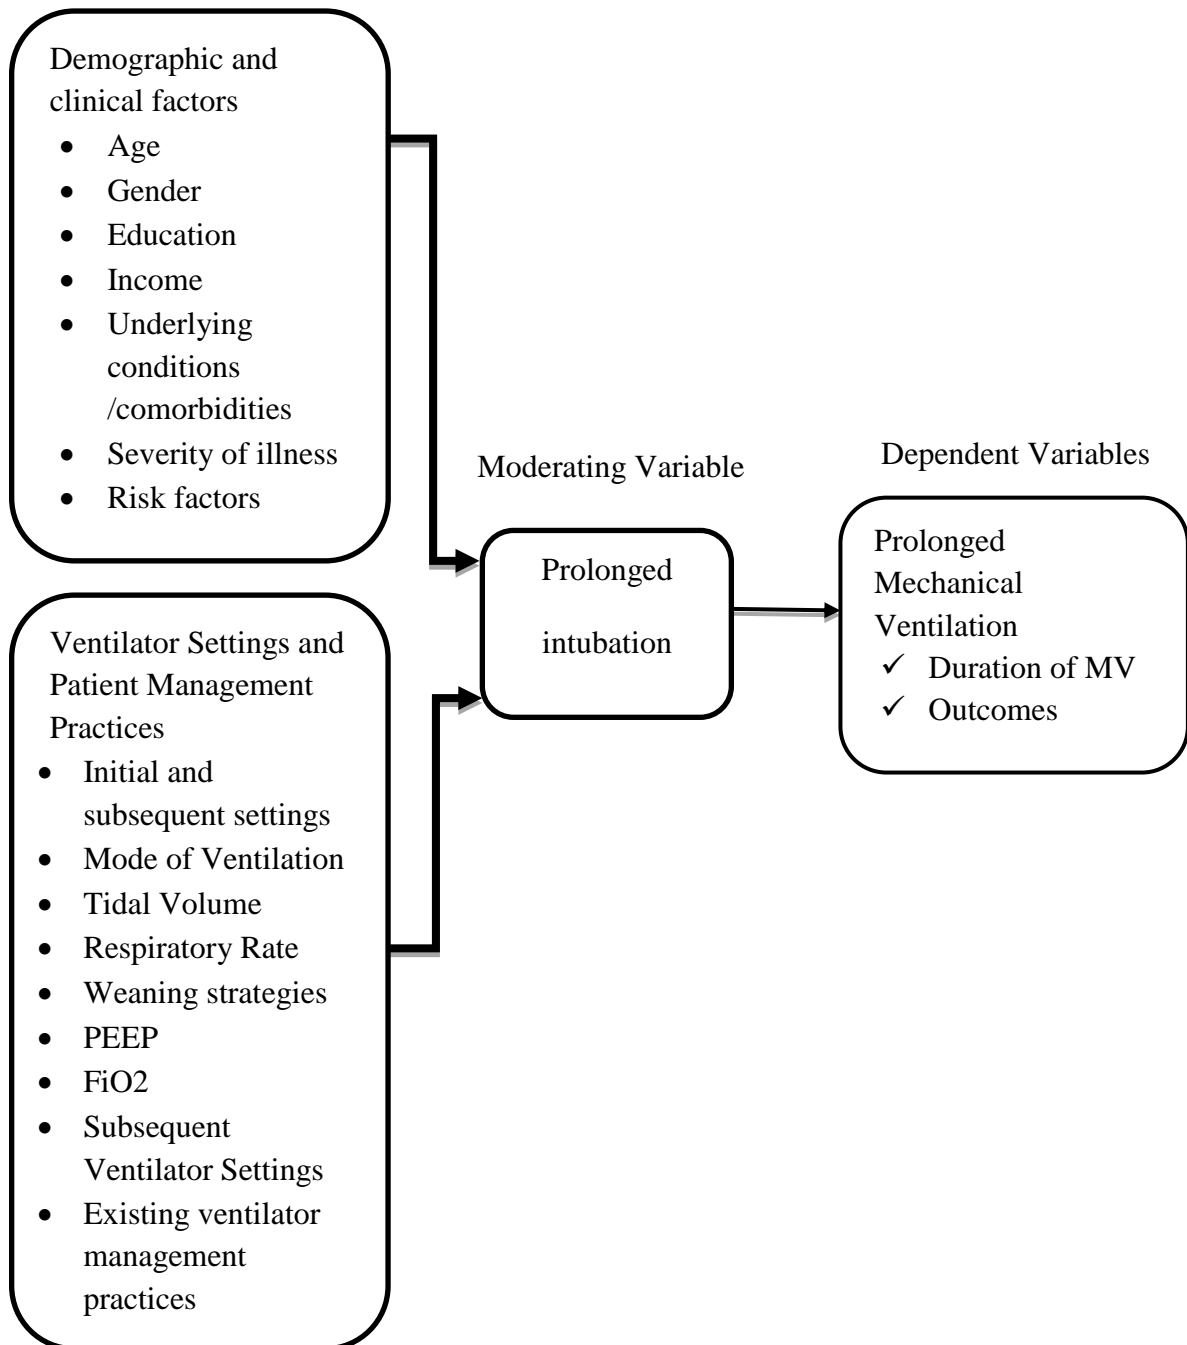 Demographic and
clinical factors
• Age
• Gender
• Education
• Income
• Underlying
conditions
/comorbidities
• Severity of illness
• Risk factors
Ventilator Settings and
Patient Management
Practices
• Initial and
subsequent settings
• Mode of Ventilation
• Tidal Volume
• Respiratory Rate
• Weaning strategies
• PEEP
• FiO2
• Subsequent
Ventilator Settings
• Existing ventilator
management
practices
Moderating Variable
Prolonged
intubation
Dependent Variables
Prolonged
Mechanical
Ventilation
✓ Duration of MV
✓ Outcomes